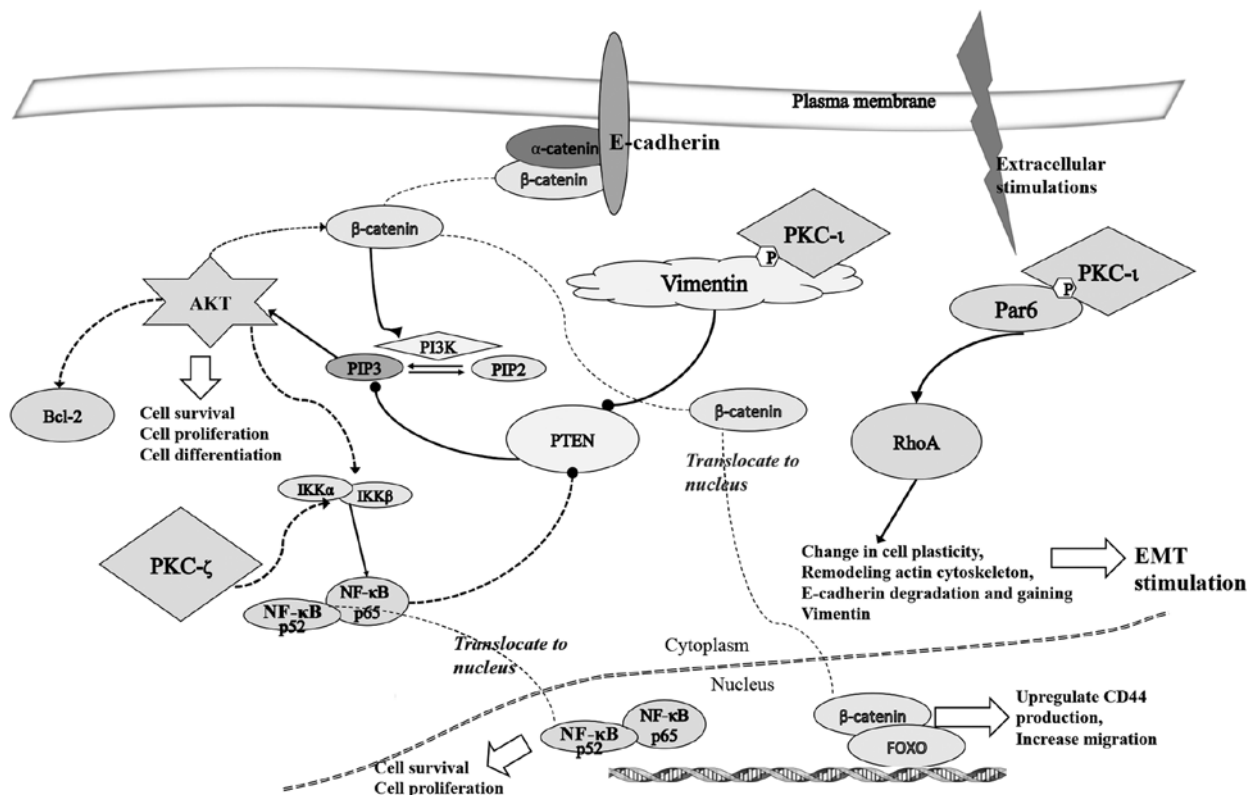 Plasma membrane
E-cadherin
α-catenin
β-catenin
Extracellular
stimulations
β-catenin
PKC-ι
P
Vimentin
PKC-ι
P
Par6
AKT
PI3K
PIP3
PIP2
Bcl-2
Cell survival
Cell proliferation
Cell differentiation
PTEN
β-catenin
RhoA
Translocate to
nucleus
IKKα
IKKβ
PKC-ζ
NF-κB
p65
NF-κB
p52
Change in cell plasticity,
Remodeling actin cytoskeleton,
E-cadherin degradation and gaining
Vimentin
EMT
stimulation
Translocate to
nucleus
Cytoplasm
Nucleus
NF-κB
p65
NF-κB
p52
β-catenin
FOXO
Upregulate CD44
production,
Increase migration
Cell survival
Cell proliferation